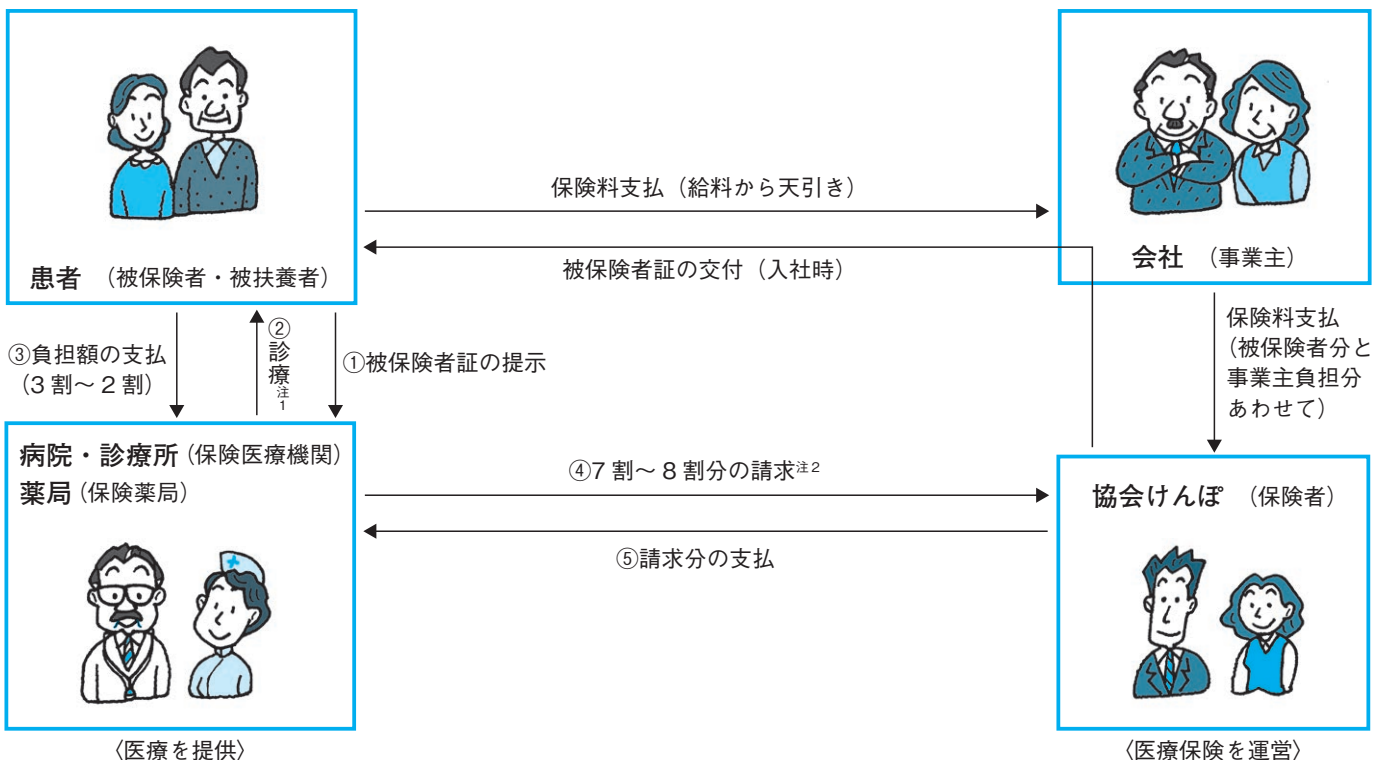 保険料支払（給料から天引き）
患者 （被保険者・被扶養者）
被保険者証の交付（入社時）
会社 （事業主）
③負担額の支払
（3割～2割）
②診療注1
①被保険者証の提示
保険料支払
（被保険者分と
事業主負担分
あわせて）
病院・診療所（保険医療機関）
薬局（保険薬局）
④7割～8割分の請求注2
協会けんぽ （保険者）
⑤請求分の支払
〈医療を提供〉
〈医療保険を運営〉